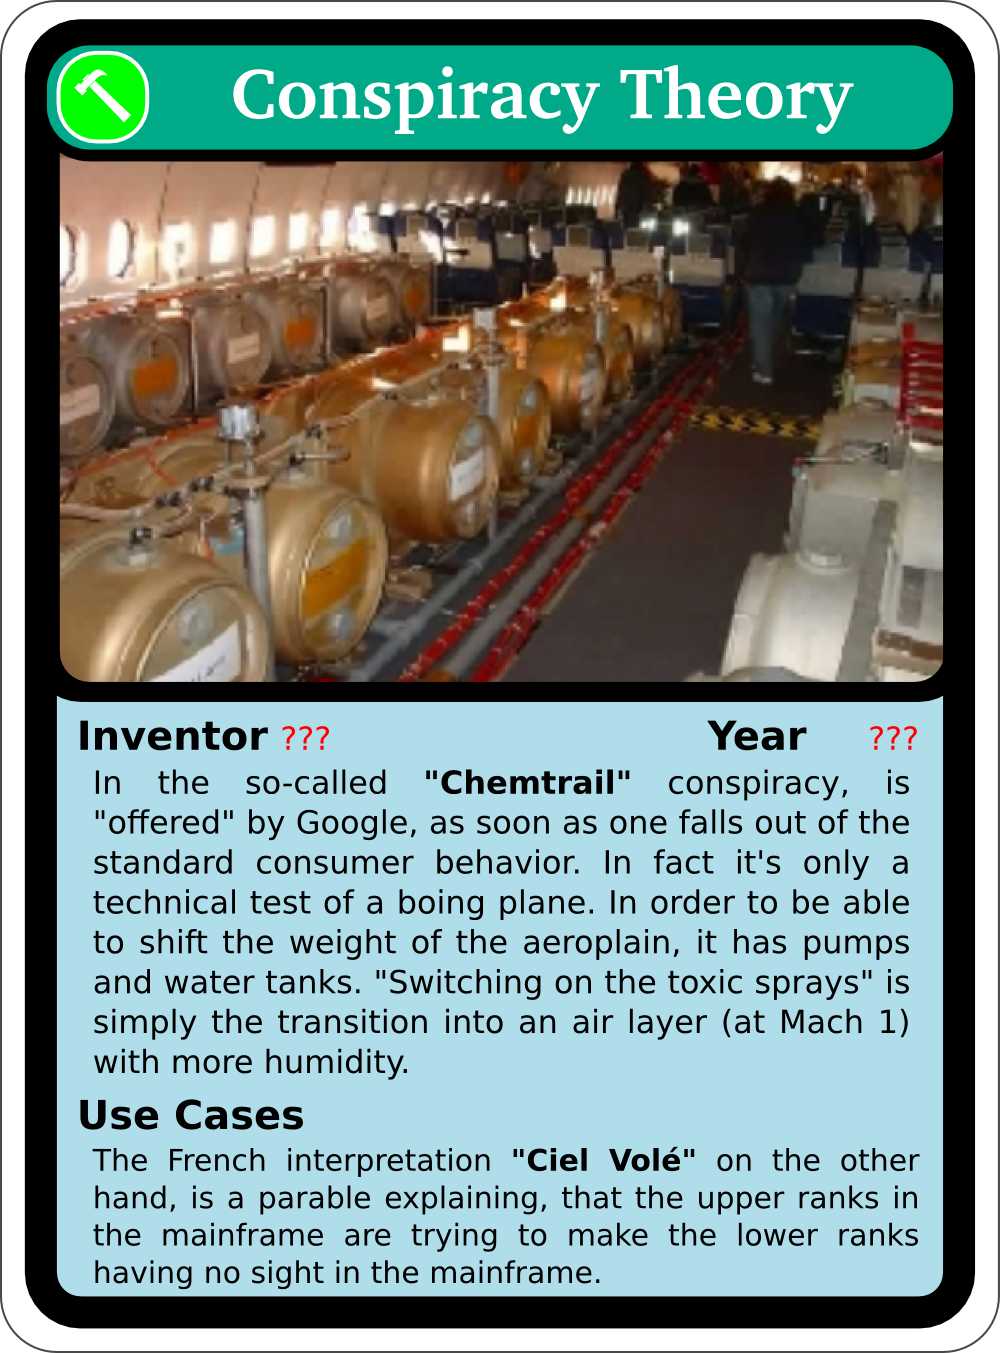 Conspiracy Theory
Inventor ??? Year ???
In the so-called "Chemtrail" conspiracy, is
"offered" by Google, as soon as one falls out of the
standard consumer behavior. In fact it's only a
technical test of a boing plane. In order to be able
to shift the weight of the aeroplain, it has pumps
and water tanks. "Switching on the toxic sprays" is
simply the transition into an air layer (at Mach 1)
with more humidity.
Use Cases
The French interpretation "Ciel Volé" on the other
hand, is a parable explaining, that the upper ranks in
the mainframe are trying to make the lower ranks
having no sight in the mainframe.